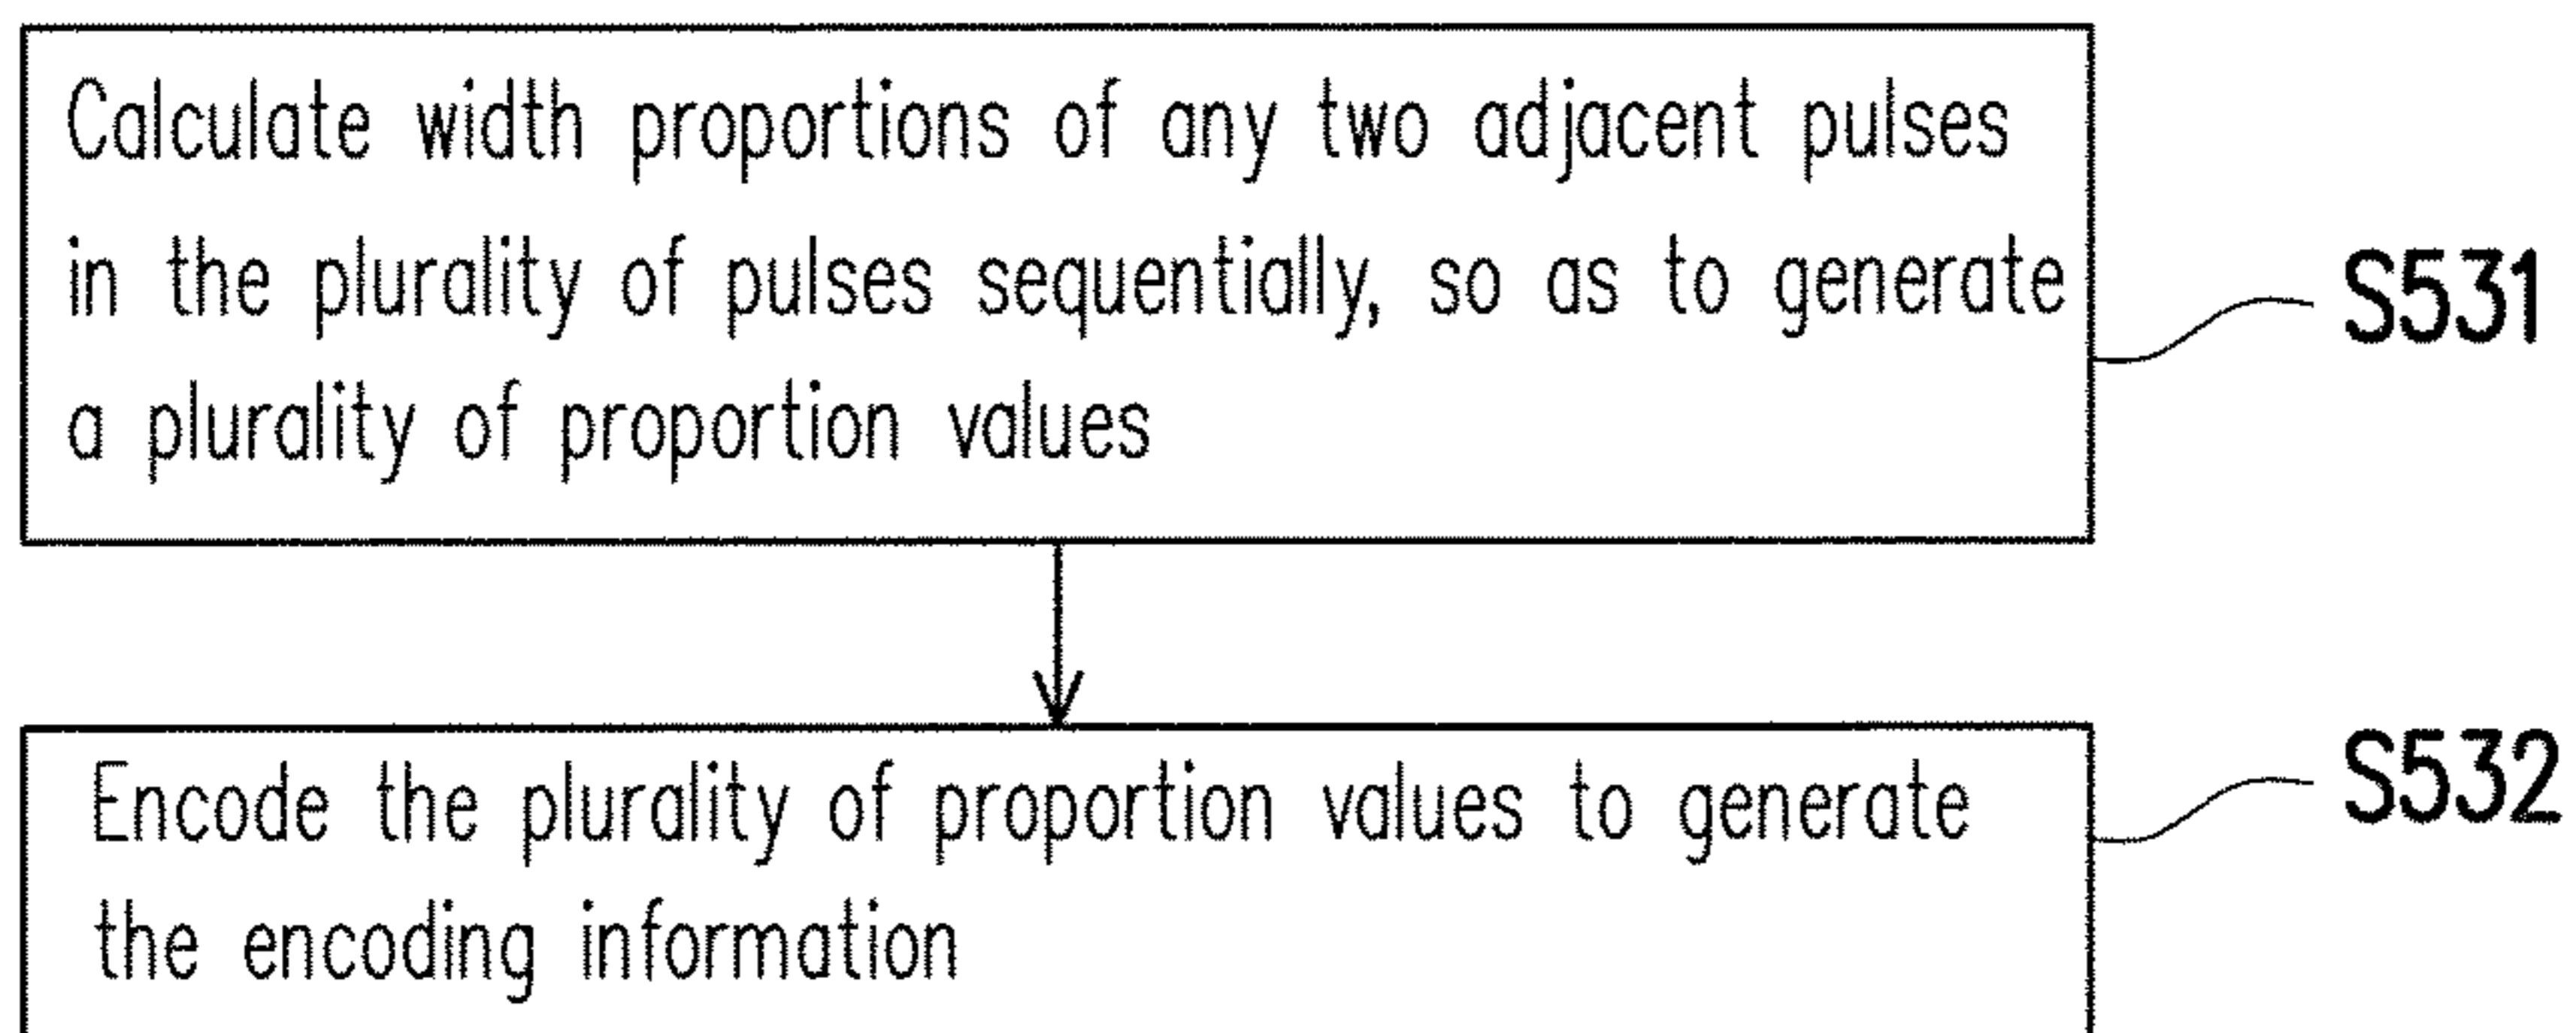 Calculate width proportions of any two adjacent pulses
in the plurality of pulses sequentially, so as to generate
a plurality of proportion values
S531
Encode the plurality of proportion values to generate
the encoding information
S532